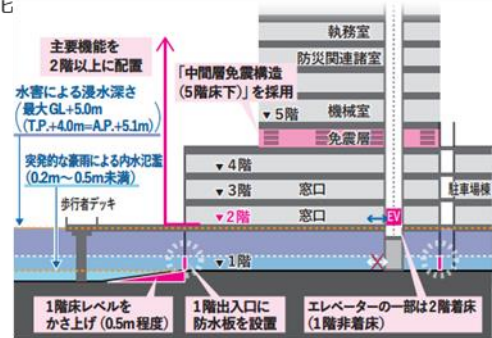 主要機能を
2階以上に配置
水害による浸水深さ
最大GL+5.0m
(T.P.+4.0m=A.P.+5.1m)
突発的な豪雨による内水氾濫
(0.2m～0.5m未満)
歩行者デッキ
「中間層免震構造
(5階床下)」を採用
執務室
防災関連諸室
▼5階 機械室
免震層
▼4階
▼3階 窓口
▼2階 窓口
EV
駐車場棟
▼1階
1階床レベルを
かさ上げ(0.5m程度)
1階出入口に
防水板を設置
エレベーターの一部は2階着床
(1階非着床)